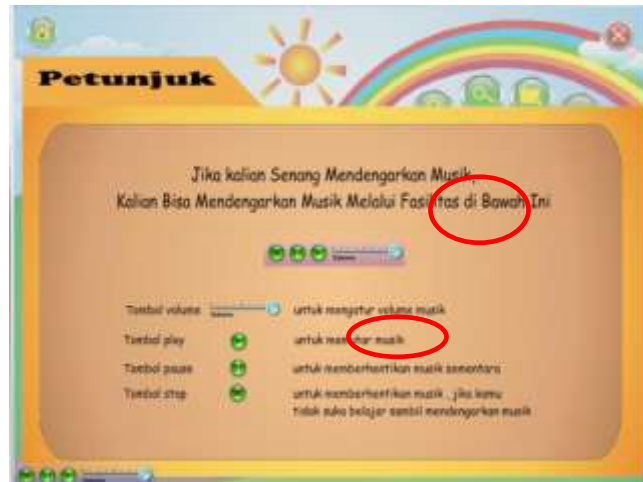 Petunjuk
Jika kalian Senang Mendengarkan Musik,
Kalian Bisa Mendengarkan Musik Melalui Fasilitas di Bawah Ini
Tombol volume untuk mengatur volume musik
Tombol play untuk memutar musik
Tombol pause untuk memberhentikan musik sementara
Tombol stop untuk memberhentikan musik , jika kamu
tidak suka belajar sambil mendengarkan musik